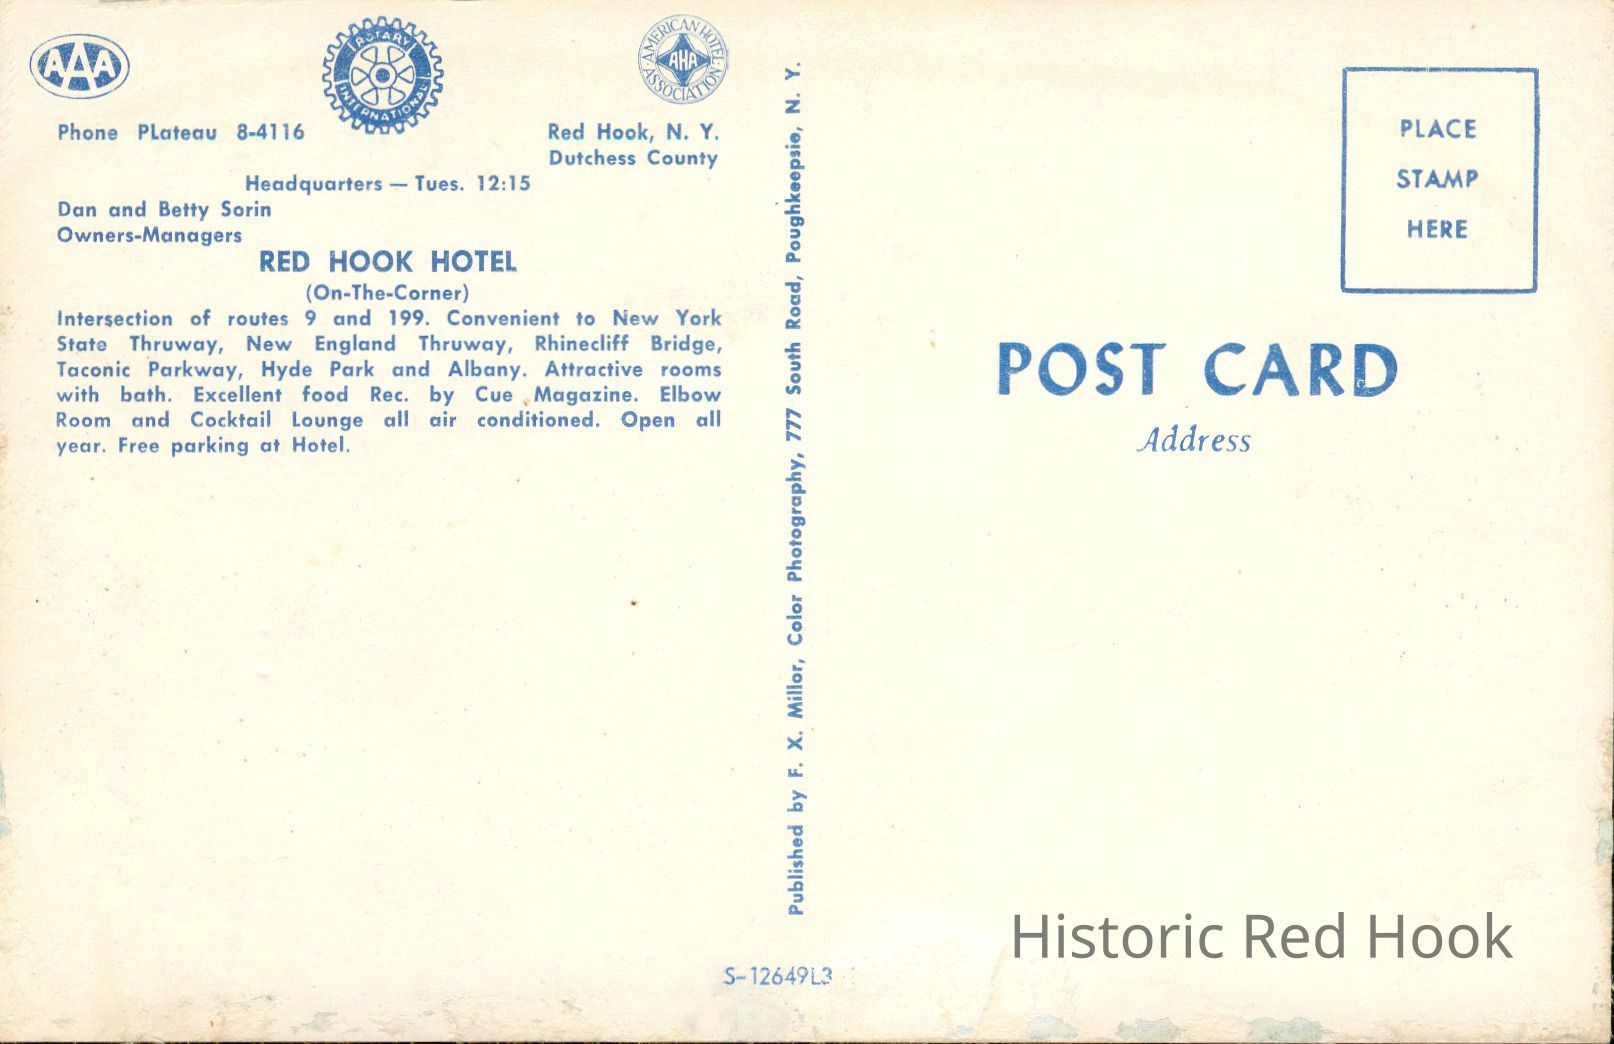 AAA
ROTARY
INTERNATIONAL
AMERICAN HOTEL
AHA
ASSOCIATION
Phone PLateau 8-4116
Red Hook, N. Y.
Dutchess County
Headquarters — Tues. 12:15
Dan and Betty Sorin
Owners-Managers
RED HOOK HOTEL
(On-The-Corner)
Intersection of routes 9 and 199. Convenient to New York
State Thruway, New England Thruway, Rhinecliff Bridge,
Taconic Parkway, Hyde Park and Albany. Attractive rooms
with bath. Excellent food Rec. by Cue Magazine. Elbow
Room and Cocktail Lounge all air conditioned. Open all
year. Free parking at Hotel.
Published by F. X. Millor, Color Photography, 777 South Road, Poughkeepsie, N. Y.
S-12649L3
PLACE
STAMP
HERE
POST CARD
Address
Historic Red Hook